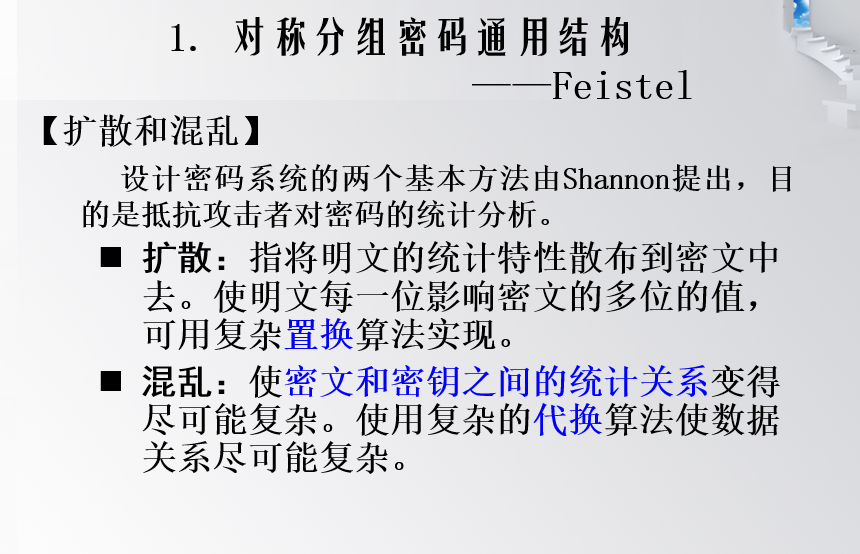 1. 对称分组密码通用结构
——Feistel
【扩散和混乱】
设计密码系统的两个基本方法由Shannon提出，目
的是抵抗攻击者对密码的统计分析。
■ 扩散：指将明文的统计特性散布到密文中
去。使明文每一位影响密文的多位的值，
可用复杂置换算法实现。
■ 混乱：使密文和密钥之间的统计关系变得
尽可能复杂。使用复杂的代换算法使数据
关系尽可能复杂。